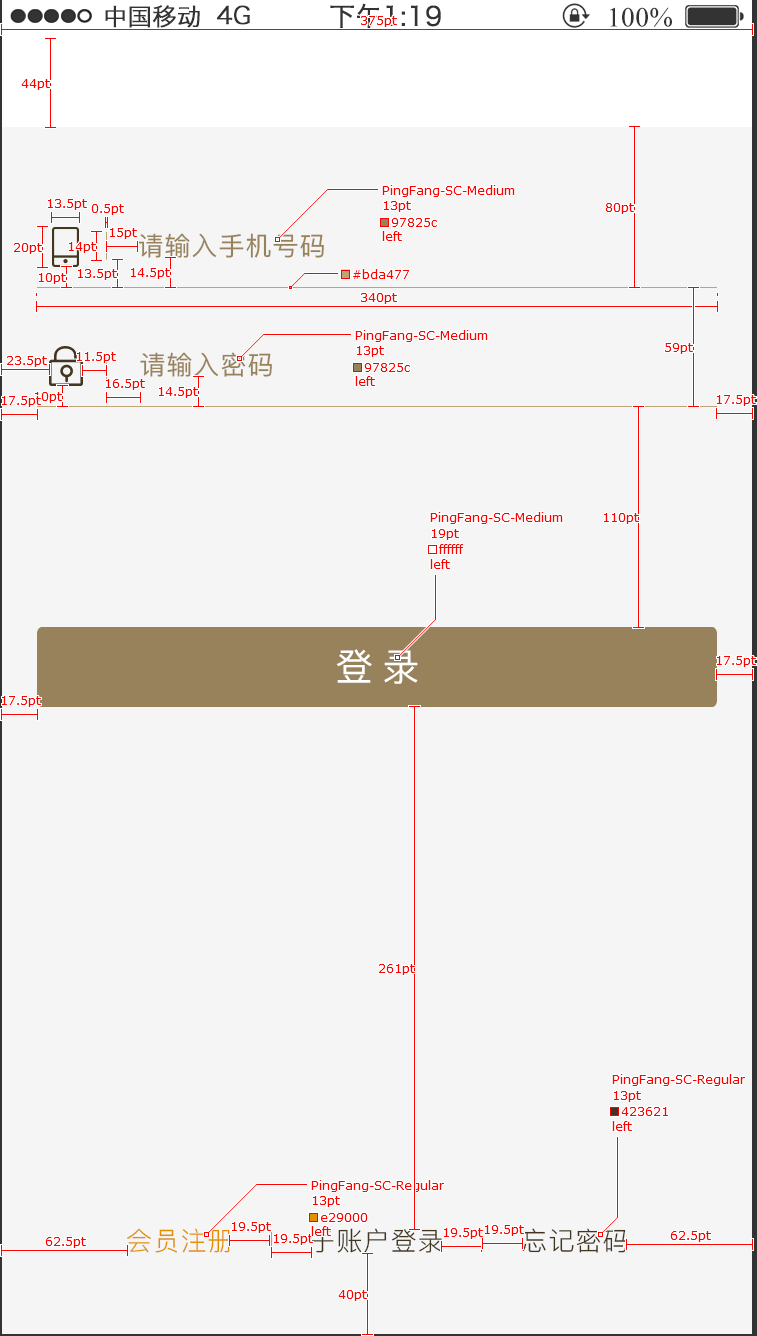 中国移动 4G 下午1:19 100%
375pt
44pt
PingFang-SC-Medium
13pt
97825c
left
80pt
13.5pt
0.5pt
15pt
20pt
14pt
请输入手机号码
10pt
13.5pt
14.5pt
#bda477
340pt
PingFang-SC-Medium
13pt
97825c
left
59pt
23.5pt
11.5pt
请输入密码
16.5pt
14.5pt
10pt
17.5pt
17.5pt
PingFang-SC-Medium
19pt
ffffff
left
110pt
登录
17.5pt
17.5pt
261pt
PingFang-SC-Regular
13pt
423621
left
PingFang-SC-Regular
13pt
e29000
left
62.5pt
会员注册
19.5pt
19.5pt
子账户登录
19.5pt
19.5pt
忘记密码
62.5pt
40pt